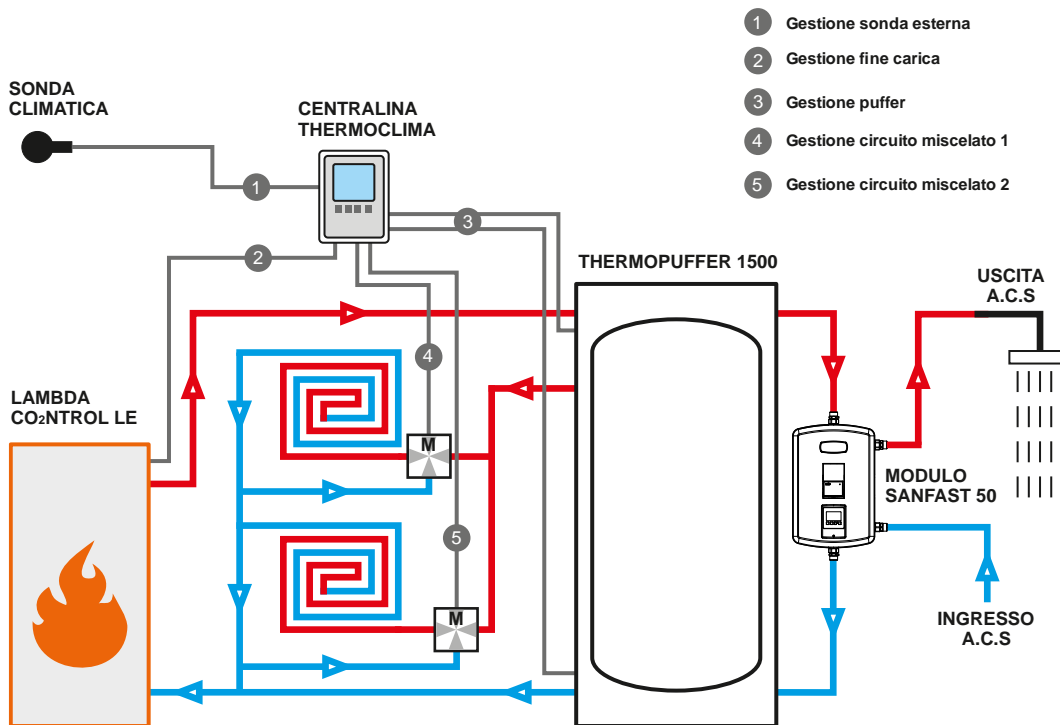 1 Gestione sonda esterna
2 Gestione fine carica
3 Gestione puffer
4 Gestione circuito miscelato 1
5 Gestione circuito miscelato 2
SONDA
CLIMATICA
CENTRALINA
THERMOCLIMA
1
2
3
THERMOPUFFER 1500
USCITA
A.C.S
4
LAMBDA
CO₂NTROL LE
M
MODULO
SANFAST 50
5
M
INGRESSO
A.C.S